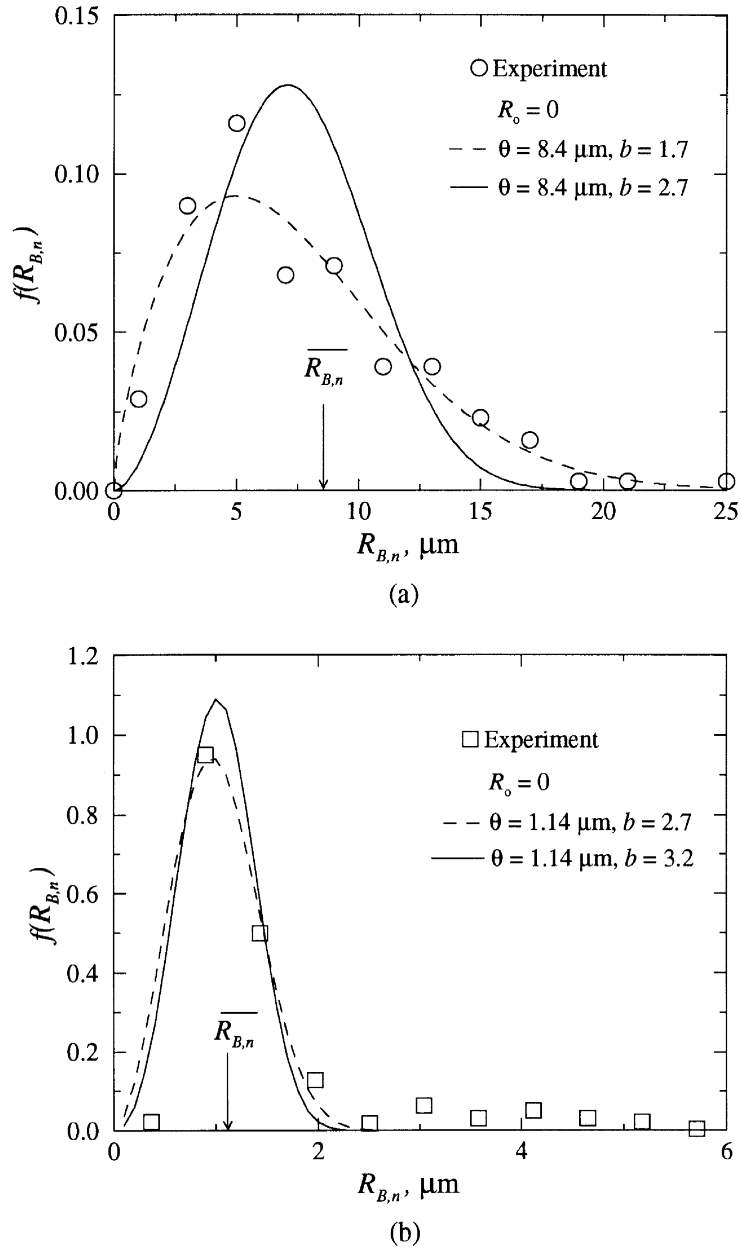 0.15
0.10
0.05
0.00
f(R_{B,n})
Experiment
R_o = 0
θ = 8.4 μm, b = 1.7
θ = 8.4 μm, b = 2.7
\overline{R_{B,n}}
0 5 10 15 20 25
R_{B,n}, μm
(a)
1.2
1.0
0.8
0.6
0.4
0.2
0.0
f(R_{B,n})
Experiment
R_o = 0
θ = 1.14 μm, b = 2.7
θ = 1.14 μm, b = 3.2
\overline{R_{B,n}}
0 2 4 6
R_{B,n}, μm
(b)